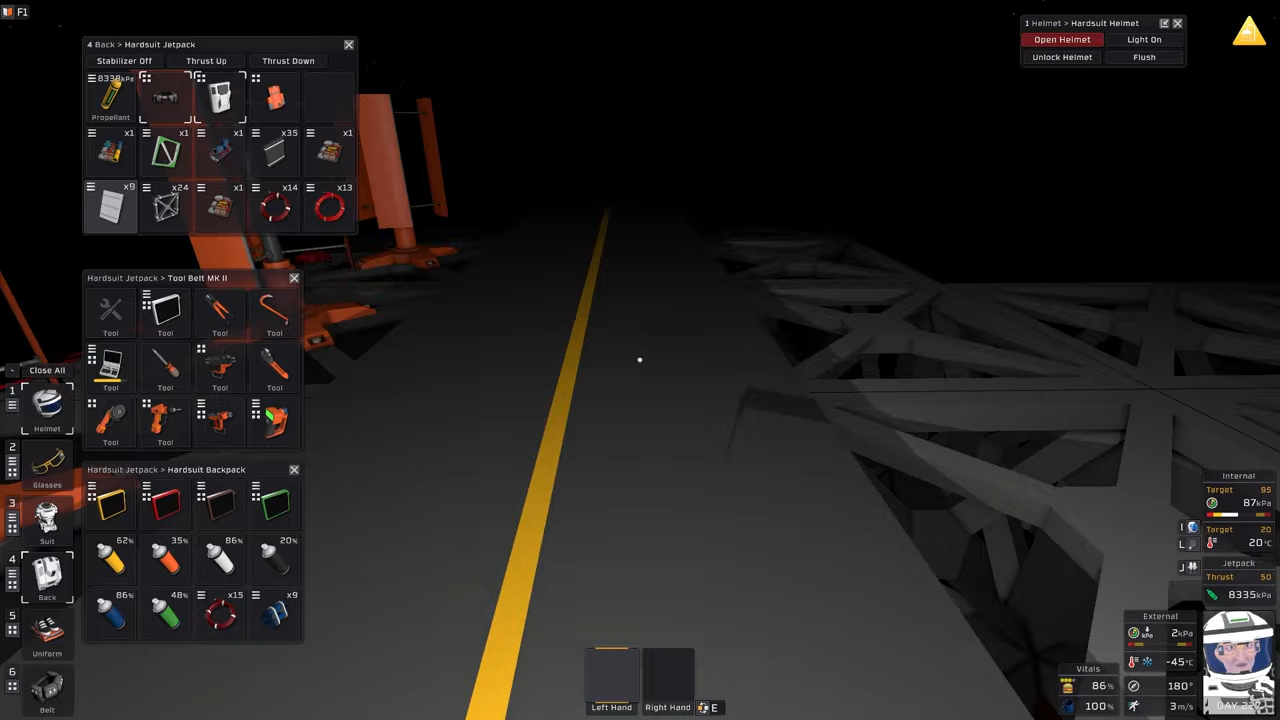 F1
4 Back > Hardsuit Jetpack
Stabilizer Off Thrust Up Thrust Down
8338kPa
Propellant
x1 x1 x1 x35 x1
x9 x24 x1 x14 x13
Hardsuit Jetpack > Tool Belt MK II
Tool Tool Tool Tool
Tool Tool Tool Tool
Tool Tool Tool Tool
Hardsuit Jetpack > Hardsuit Backpack
62% 35% 86% 20%
86% 48% x15 x9
- Close All
1
Helmet
2
Glasses
3
Suit
4
Back
5
Uniform
6
Belt
1 Helmet > Hardsuit Helmet
Open Helmet Light On
Unlock Helmet Flush
Left Hand Right Hand E
Internal
Target 95
87kPa
Target 20
20°C
I
L
J
Jetpack
Thrust 50
8335kPa
External
kPa 2kPa
-45°C
180°
3m/s
Vitals
86%
100%
DAY 227